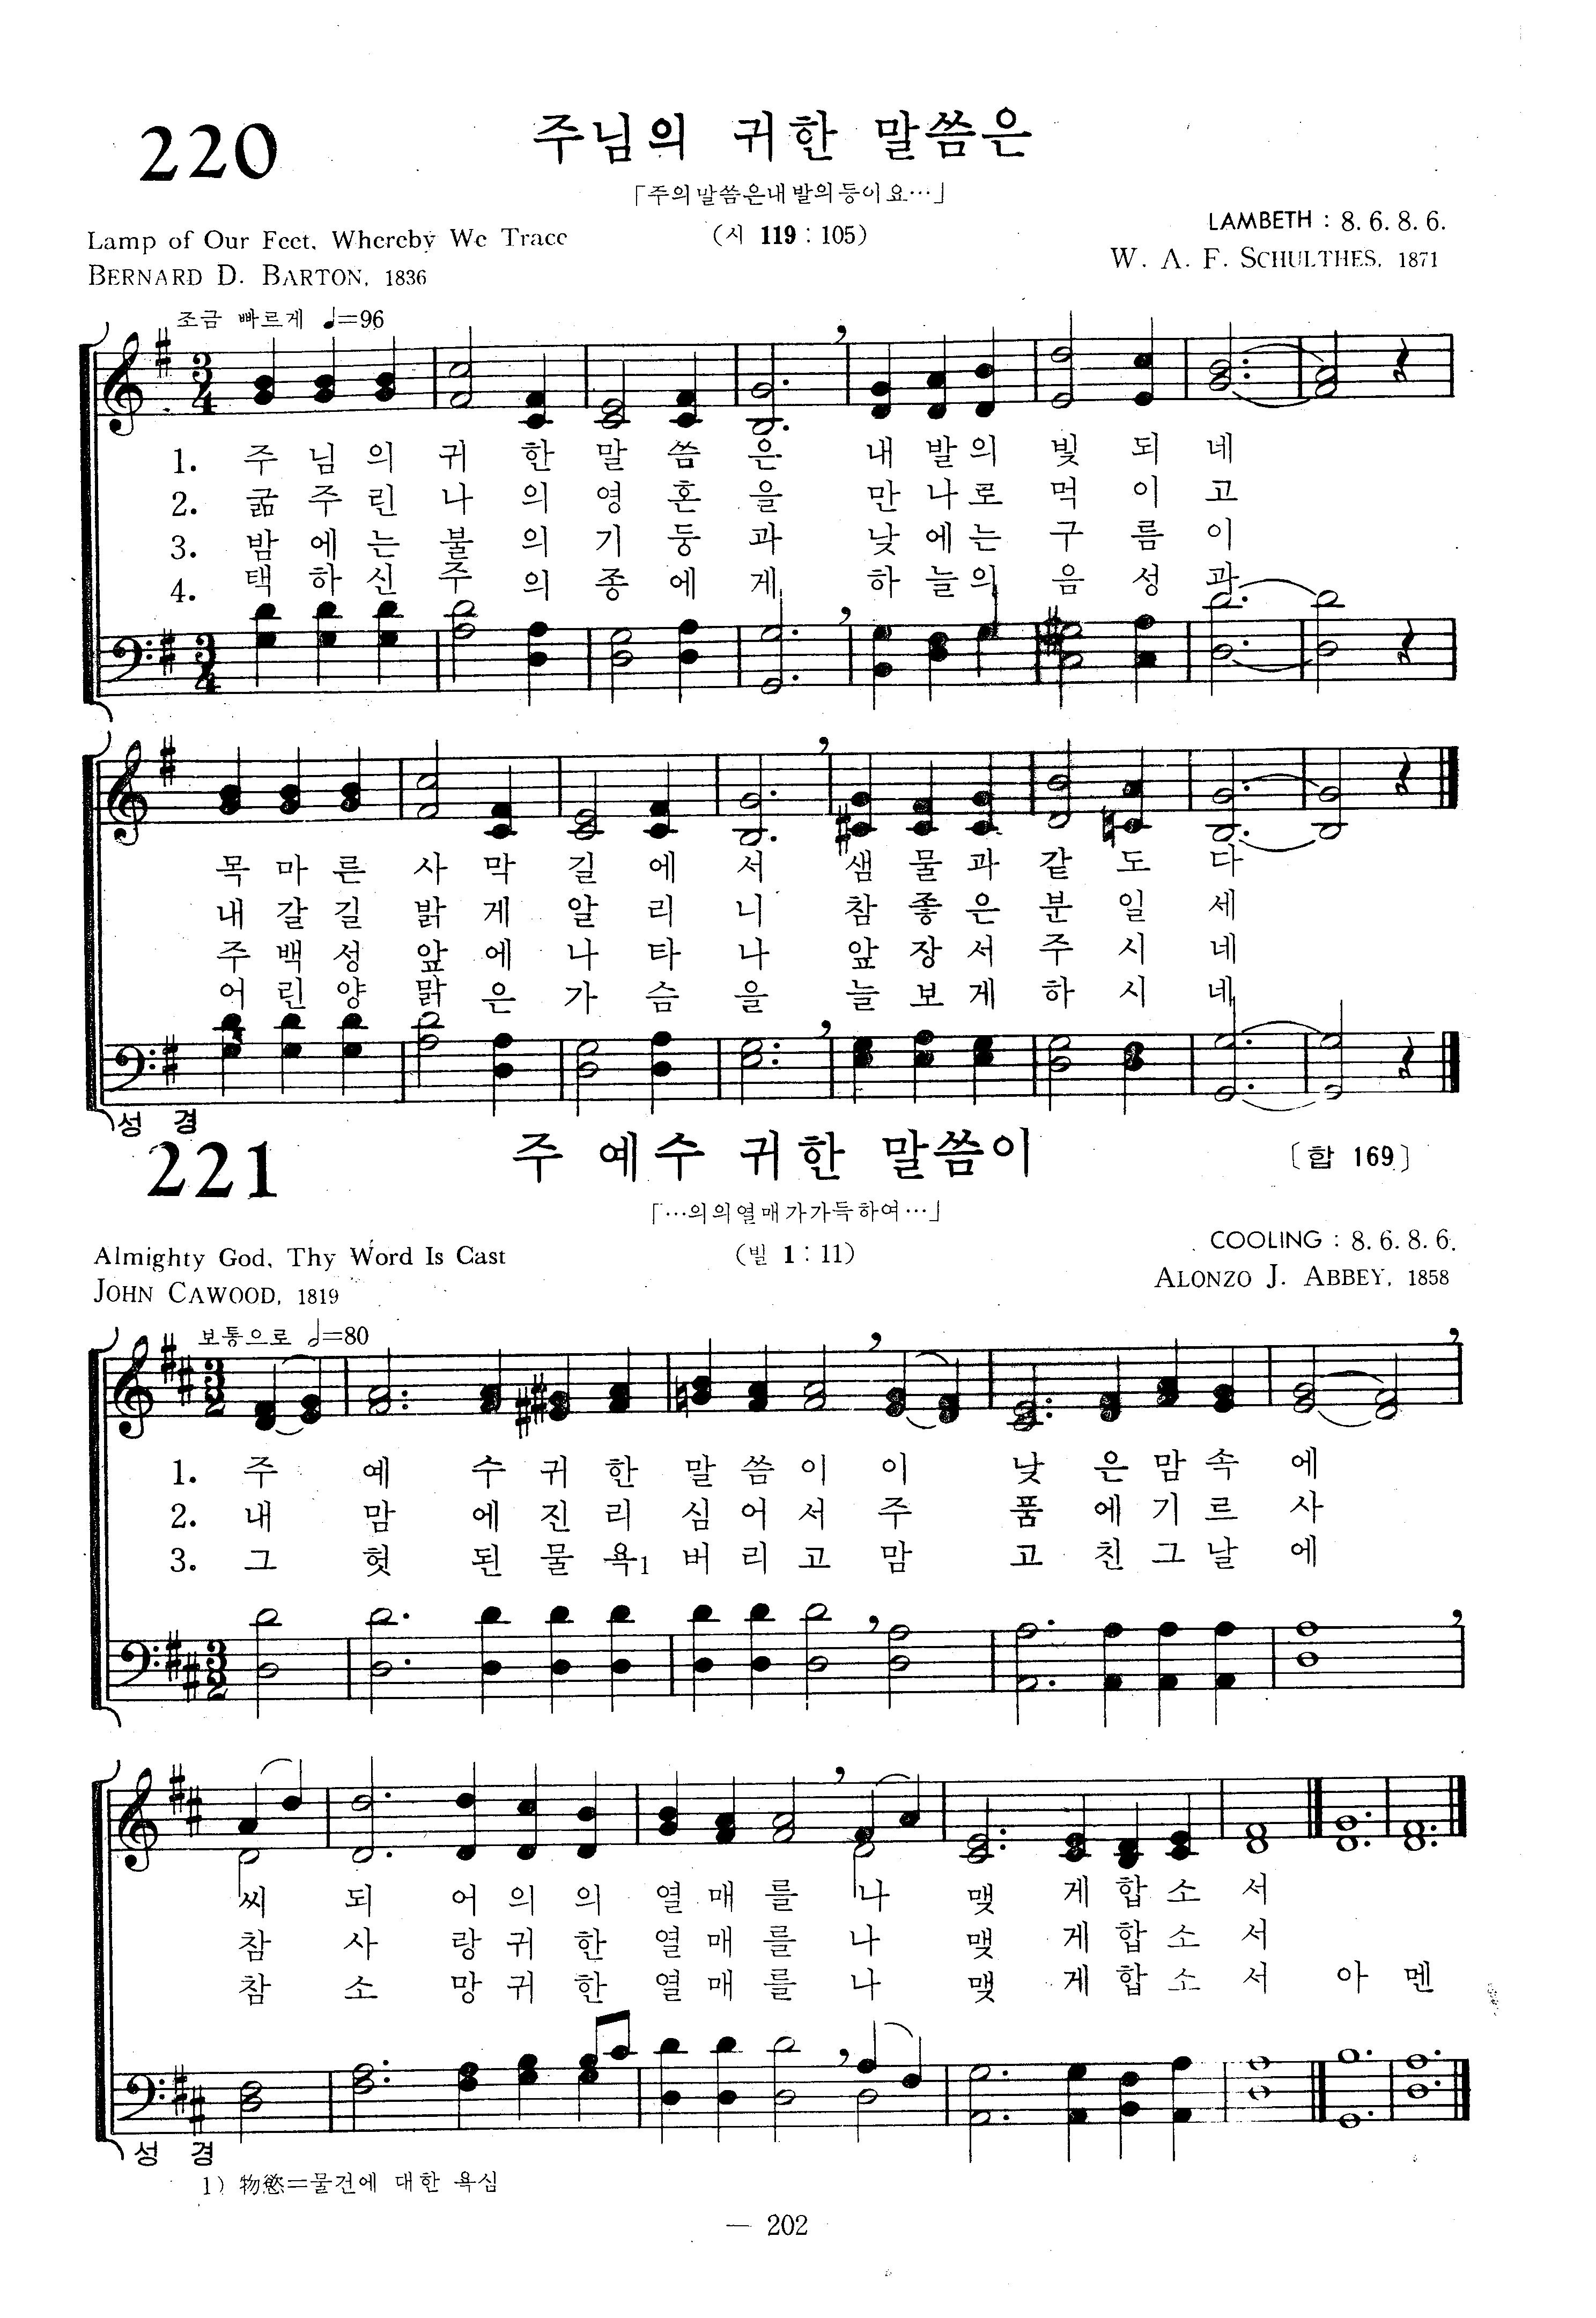 220
주님의 귀한 말씀은
「주의 말씀은 내 발의 등이요…」
(시 119 : 105)
Lamp of Our Feet, Whereby We Trace
BERNARD D. BARTON, 1836
LAMBETH : 8. 6. 8. 6.
W. A. F. SCHULTHES, 1871
조금 빠르게 ♩=96
1. 주 님 의 귀 한 말 씀 은 내 발 의 빛 되 네
2. 굶 주 린 나 의 영 혼 을 만 나 로 먹 이 고
3. 밤 에 는 불 의 기 둥 과 낮 에 는 구 름 이
4. 택 하 신 주 의 종 에 게 하 늘 의 음 성 과
목 마 른 사 막 길 에 서 샘 물 과 같 도 다
내 갈 길 밝 게 알 리 니 참 좋 은 분 일 세
주 백 성 앞 에 나 타 나 앞 장 서 주 시 네
어 린 양 맑 은 가 슴 을 늘 보 게 하 시 네
성 경
221
주 예수 귀한 말씀이
〔합 169〕
「…의의 열매가 가득하여…」
(빌 1 : 11)
Almighty God, Thy Word Is Cast
JOHN CAWOOD, 1819
COOLING : 8. 6. 8. 6.
ALONZO J. ABBEY, 1858
보통으로 𝅗𝅥=80
1. 주 예 수 귀 한 말 씀 이 이 낮 은 맘 속 에
2. 내 맘 에 진 리 심 어 서 주 품 에 기 르 사
3. 그 헛 된 물 욕1 버 리 고 맘 고 친 그 날 에
씨 되 어 의 의 열 매 를 나 맺 게 합 소 서
참 사 랑 귀 한 열 매 를 나 맺 게 합 소 서
참 소 망 귀 한 열 매 를 나 맺 게 합 소 서 아 멘
성 경
1) 物慾=물건에 대한 욕심
— 202